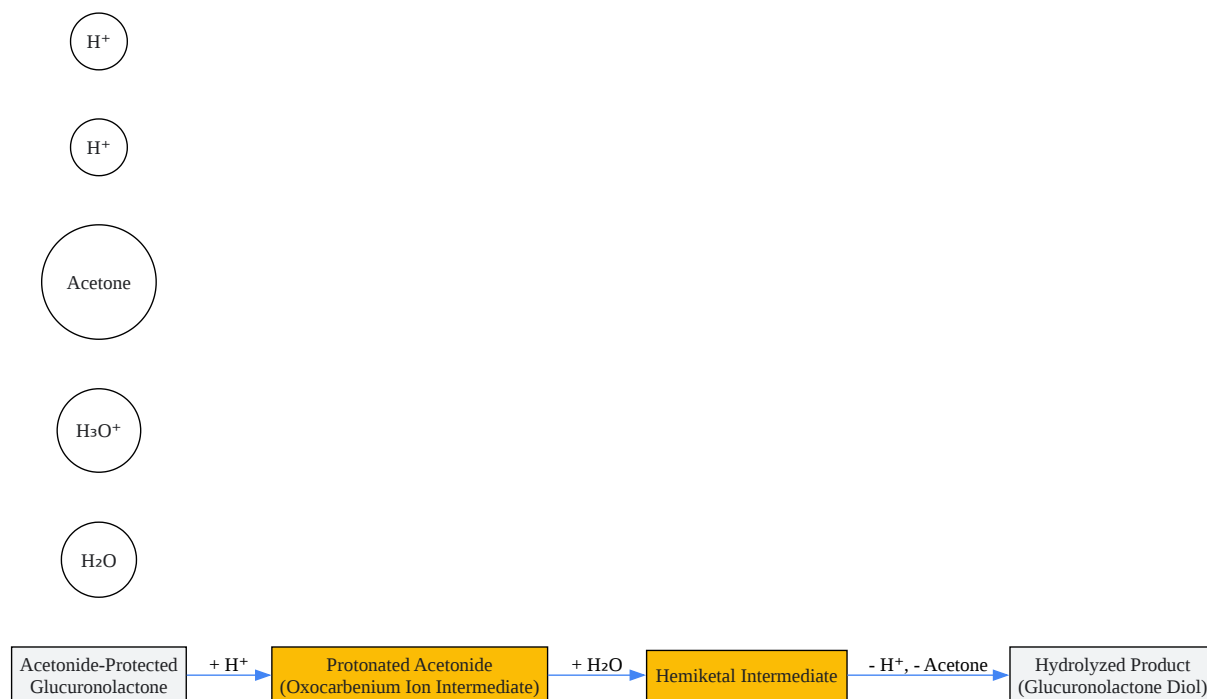 H⁺
H⁺
Acetone
H₃O⁺
H₂O
Acetonide-Protected
Glucuronolactone
+ H⁺
Protonated Acetonide
(Oxocarbenium Ion Intermediate)
+ H₂O
Hemiketal Intermediate
- H⁺, - Acetone
Hydrolyzed Product
(Glucuronolactone Diol)